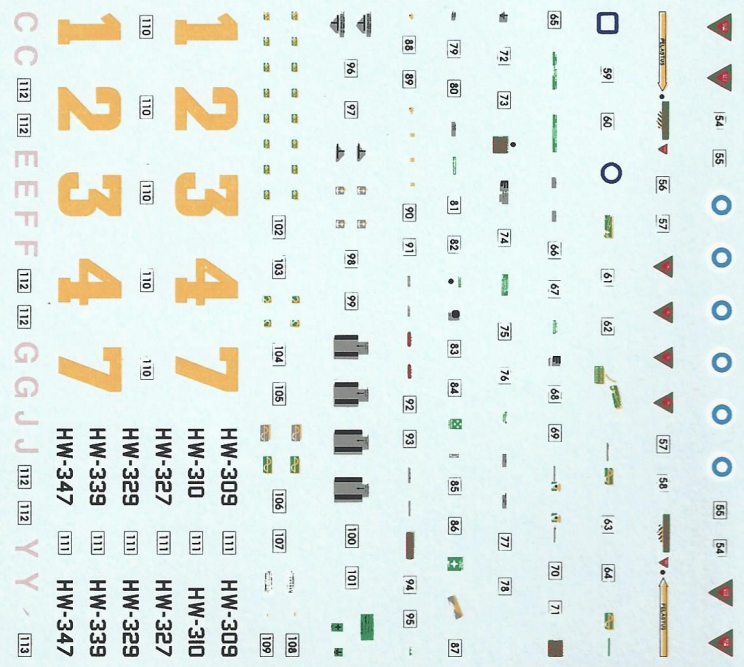 54 55 55 54
PELASTUS 56 57 57 58 PELASTUS
59 60 61 62 63 64
65 66 67 68 69 70 71
72 73 74 75 76 77 78
79 80 81 82 83 84 85 86 87
88 89 90 91 92 93 94 95
96 97 98 99 100 101
108
102 103 104 105 106 107
109
1 2 3 4 7
HW-309 111 HW-309
HW-310 111 HW-310
HW-327 111 HW-327
110 110 110 110 110
1 2 3 4 7
HW-329 111 HW-329
HW-339 111 HW-339
HW-347 111 HW-347
C C 112 112 E E F F 112 112 G G J J 112 112 Y Y 113